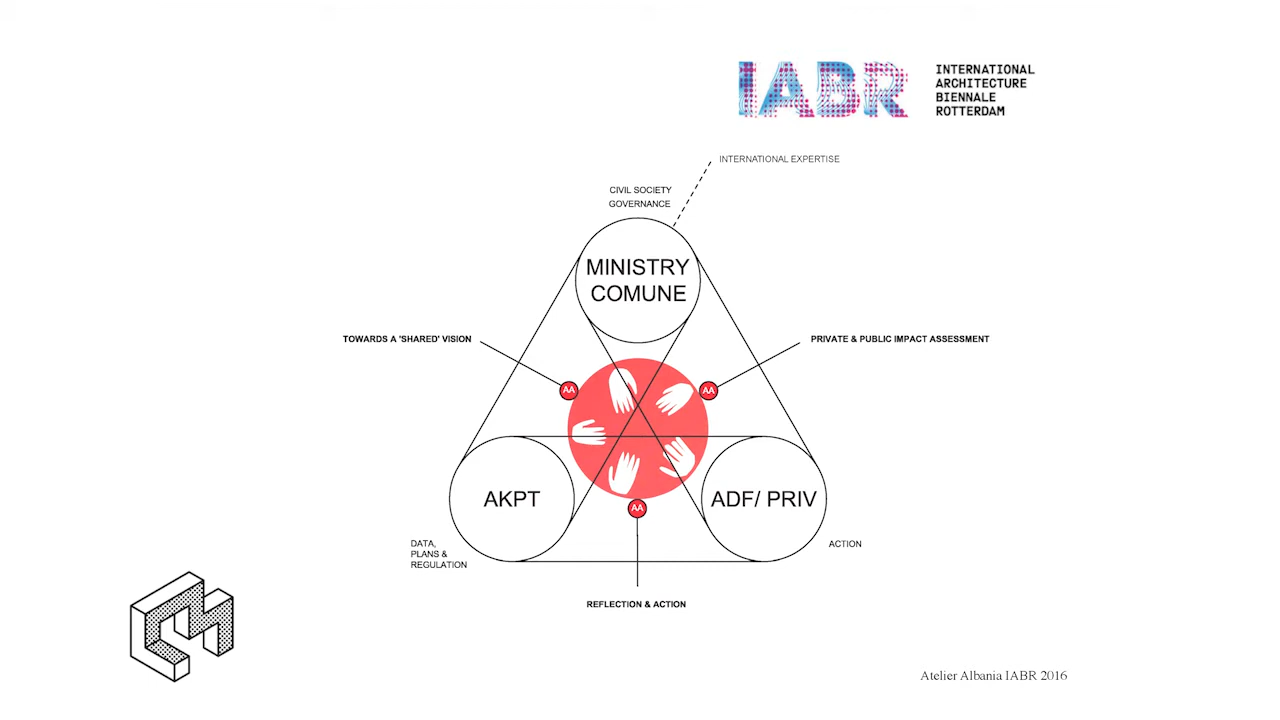 IABR
INTERNATIONAL
ARCHITECTURE
BIENNALE
ROTTERDAM
INTERNATIONAL EXPERTISE
CIVIL SOCIETY
GOVERNANCE
MINISTRY
COMUNE
TOWARDS A 'SHARED' VISION
PRIVATE & PUBLIC IMPACT ASSESSMENT
AA
AA
AKPT
ADF/ PRIV
AA
DATA,
PLANS &
REGULATION
ACTION
REFLECTION & ACTION
Atelier Albania IABR 2016